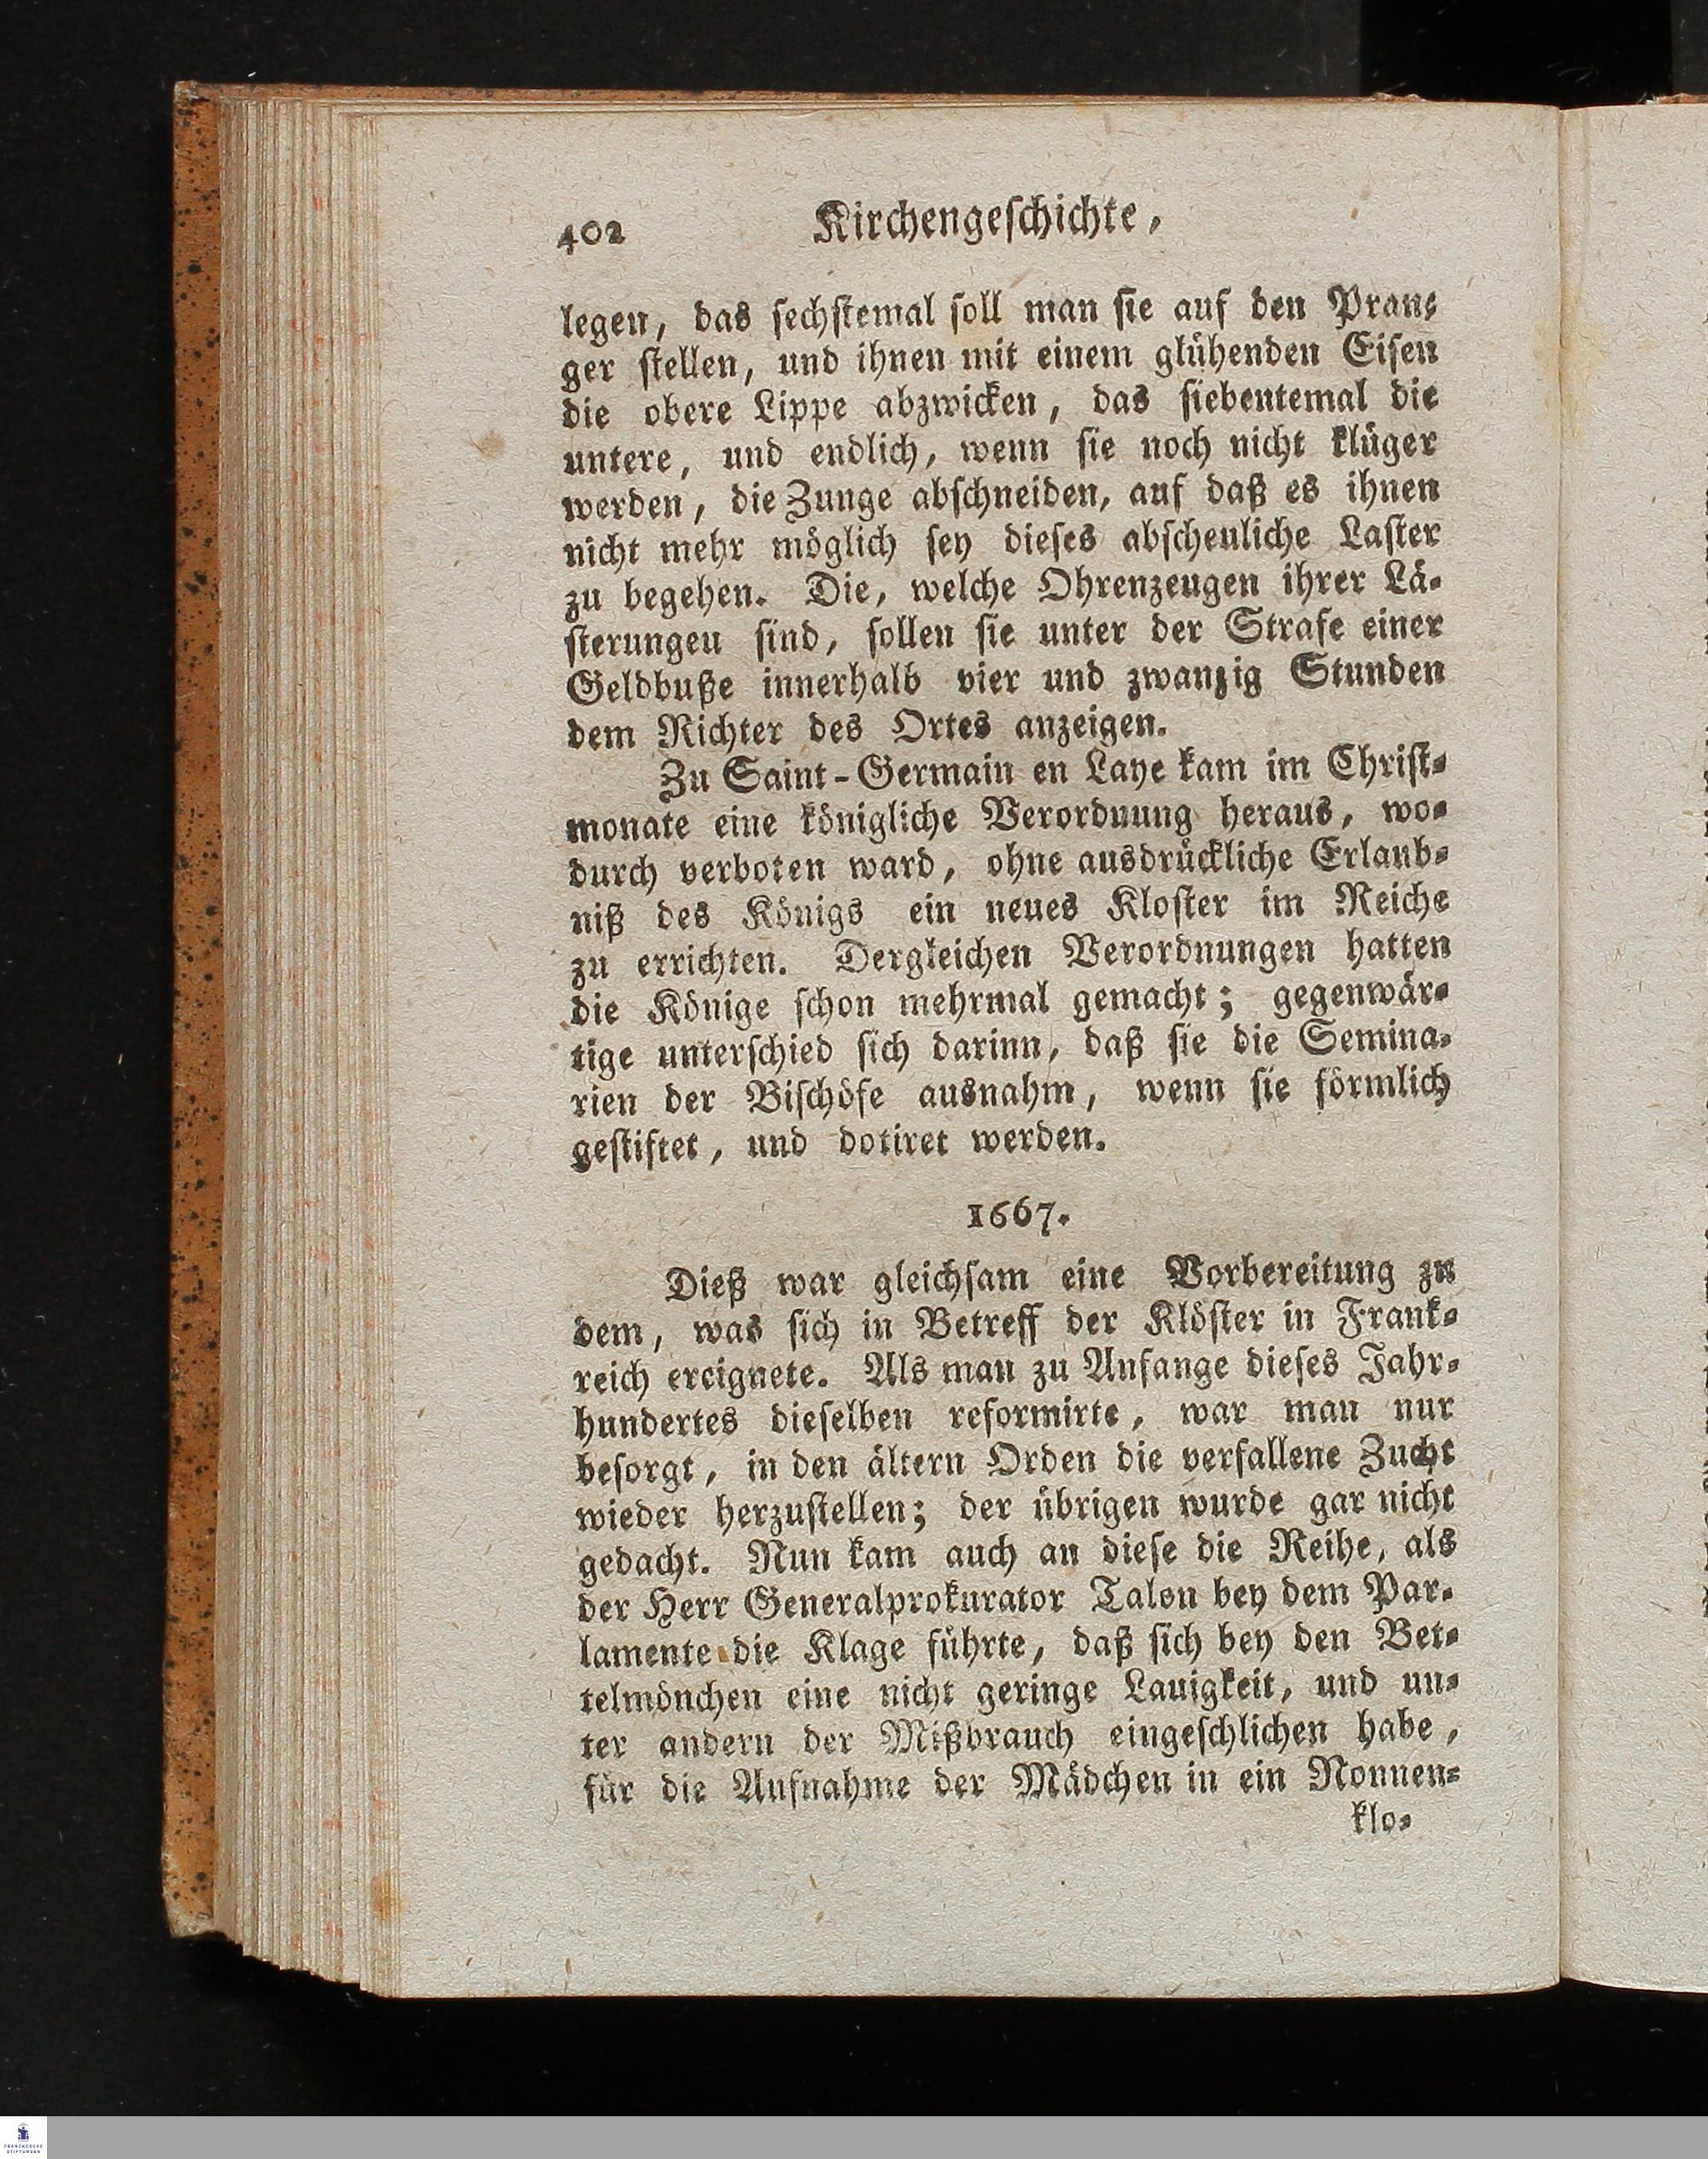 402 Kirchengeschichte,
legen, das sechstemal soll man sie auf den Pran-
ger stellen, und ihnen mit einem glühenden Eisen
die obere Lippe abzwicken, das siebentemal die
untere, und endlich, wenn sie noch nicht klüger
werden, die Zunge abschneiden, auf daß es ihnen
nicht mehr möglich sey dieses abscheuliche Laster
zu begehen. Die, welche Ohrenzeugen ihrer Lä-
sterungen sind, sollen sie unter der Strafe einer
Geldbuße innerhalb vier und zwanzig Stunden
dem Richter des Ortes anzeigen.
Zu Saint-Germain en Laye kam im Christ-
monate eine königliche Verordnung heraus, wo-
durch verboten ward, ohne ausdrückliche Erlaub-
niß des Königs ein neues Kloster im Reiche
zu errichten. Dergleichen Verordnungen hatten
die Könige schon mehrmal gemacht; gegenwär-
tige unterschied sich darinn, daß sie die Semina-
rien der Bischöfe ausnahm, wenn sie förmlich
gestiftet, und dotiret werden.
1667.
Dieß war gleichsam eine Vorbereitung zu
dem, was sich in Betreff der Klöster in Frank-
reich ereignete. Als man zu Anfange dieses Jahr-
hundertes dieselben reformirte, war man nur
besorgt, in den ältern Orden die verfallene Zucht
wieder herzustellen; der übrigen wurde gar nicht
gedacht. Nun kam auch an diese die Reihe, als
der Herr Generalprokurator Talon bey dem Par-
lamente die Klage führte, daß sich bey den Bet-
telmönchen eine nicht geringe Lauigkeit, und un-
ter andern der Mißbrauch eingeschlichen habe,
für die Aufnahme der Mädchen in ein Nonnen-
klo-
FRANCKESCHE
STIFTUNGEN